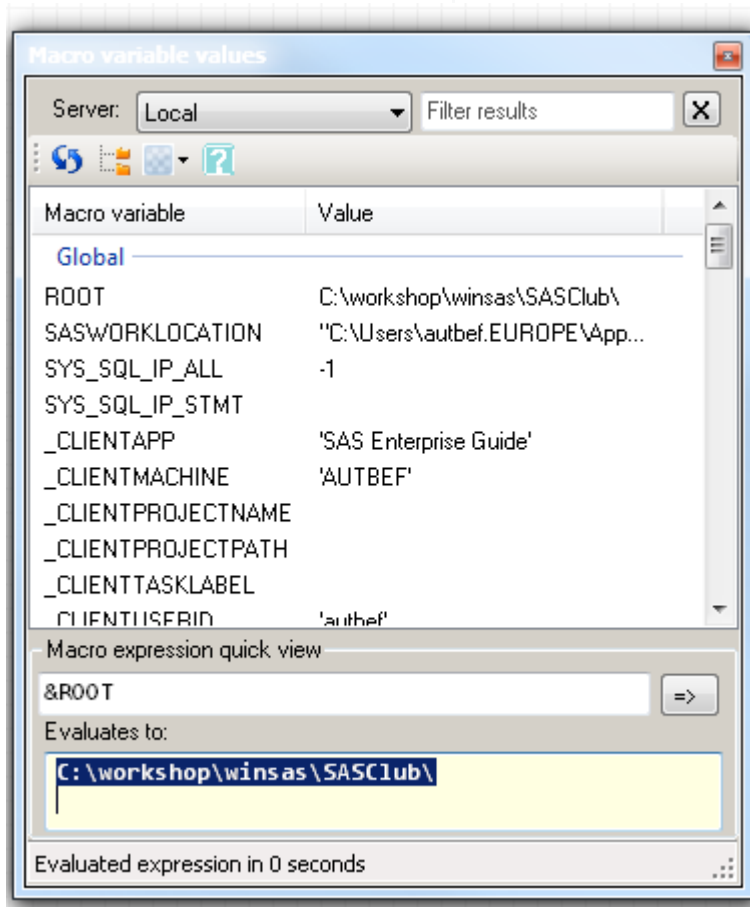 Macro variable values
Server: Local Filter results X
Macro variable Value
Global
ROOT C:\workshop\winsas\SASClub\
SASWORKLOCATION "C:\Users\autbef.EUROPE\App...
SYS_SQL_IP_ALL -1
SYS_SQL_IP_STMT
_CLIENTAPP 'SAS Enterprise Guide'
_CLIENTMACHINE 'AUTBEF'
_CLIENTPROJECTNAME
_CLIENTPROJECTPATH
_CLIENTTASKLABEL
_CLIENTUSERID 'autbef'
Macro expression quick view
&ROOT =>
Evaluates to:
C:\workshop\winsas\SASClub\
Evaluated expression in 0 seconds